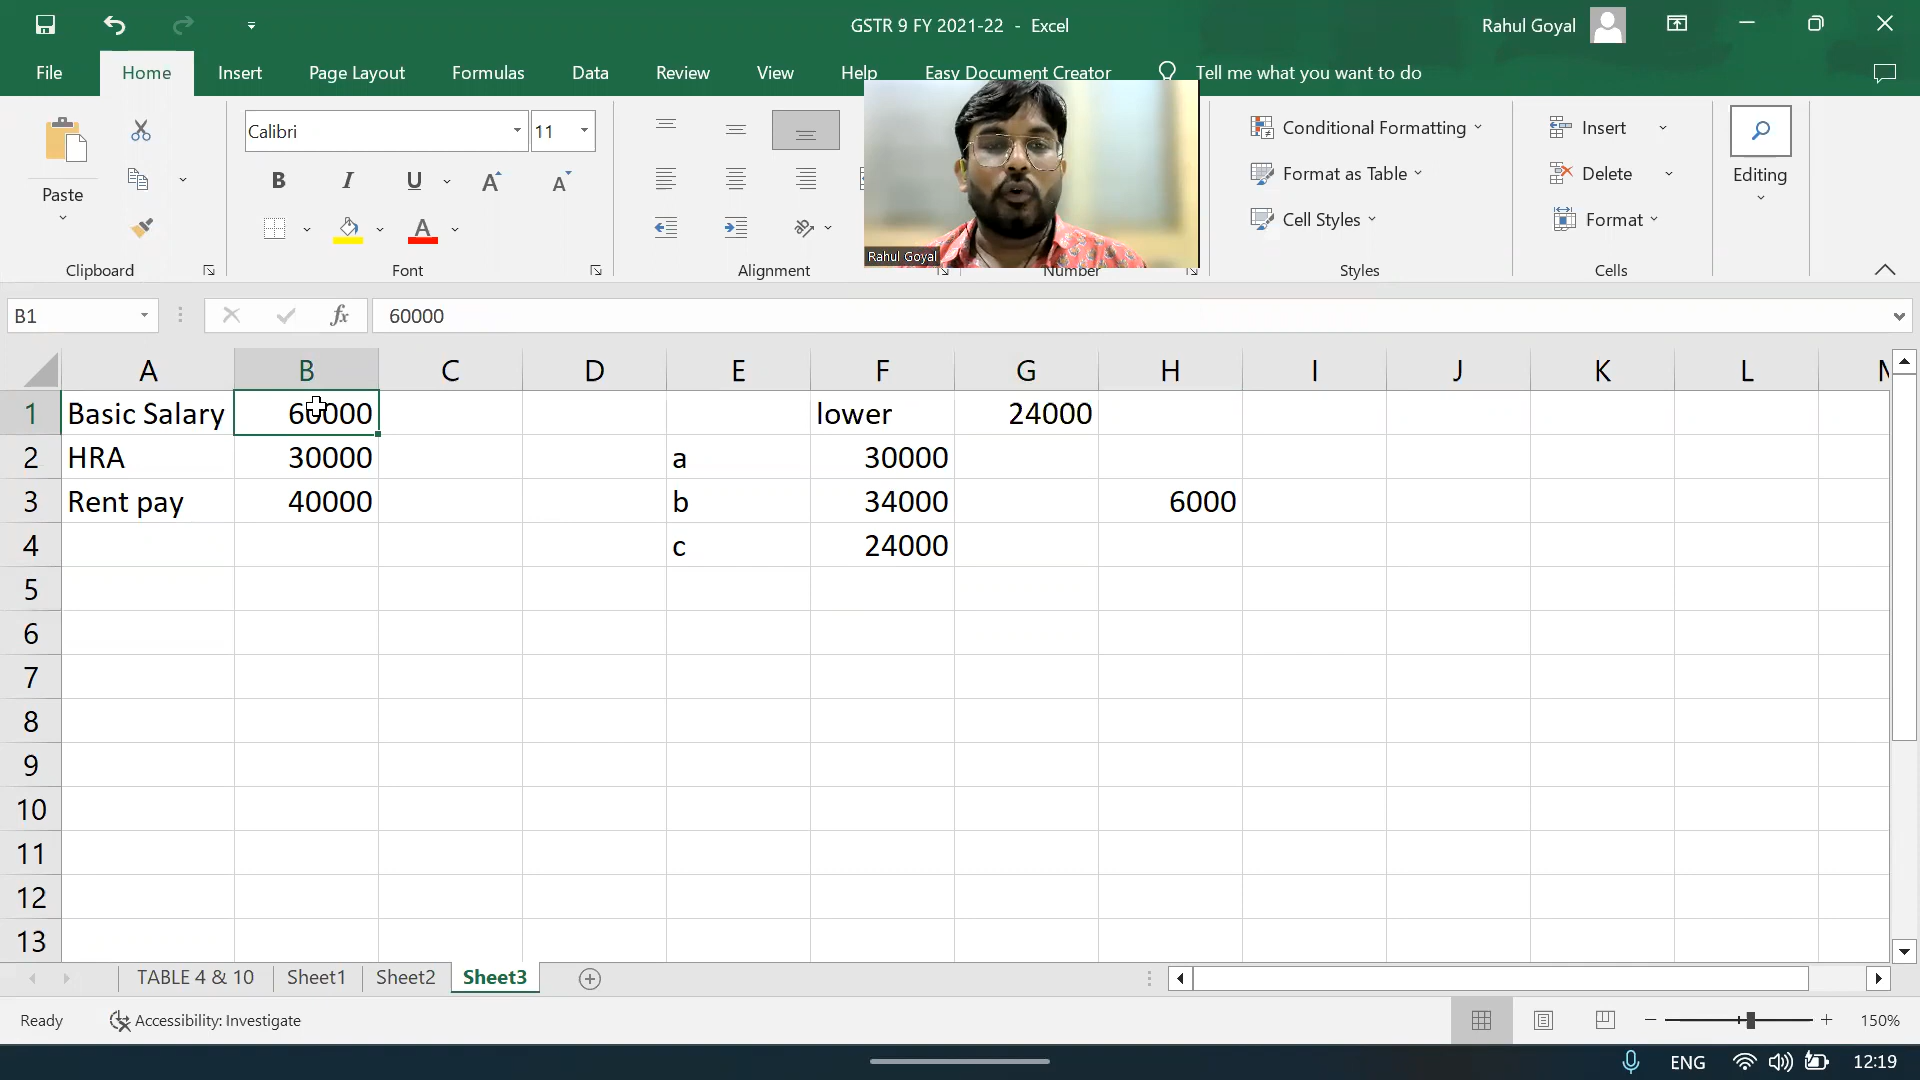 GSTR 9 FY 2021-22 - Excel
Rahul Goyal
File Home Insert Page Layout Formulas Data Review View Help Easy Document Creator Tell me what you want to do
Paste
Clipboard
Calibri 11
B I U A A
A
Font
Alignment
Rahul Goyal
Number
Conditional Formatting
Format as Table
Cell Styles
Styles
Insert
Delete
Format
Cells
Editing
B1 fx 60000
A B C D E F G H I J K L M
1 Basic Salary 60000 lower 24000
2 HRA 30000 a 30000
3 Rent pay 40000 b 34000 6000
4 c 24000
5
6
7
8
9
10
11
12
13
TABLE 4 & 10 Sheet1 Sheet2 Sheet3
Ready Accessibility: Investigate 150%
ENG 12:19